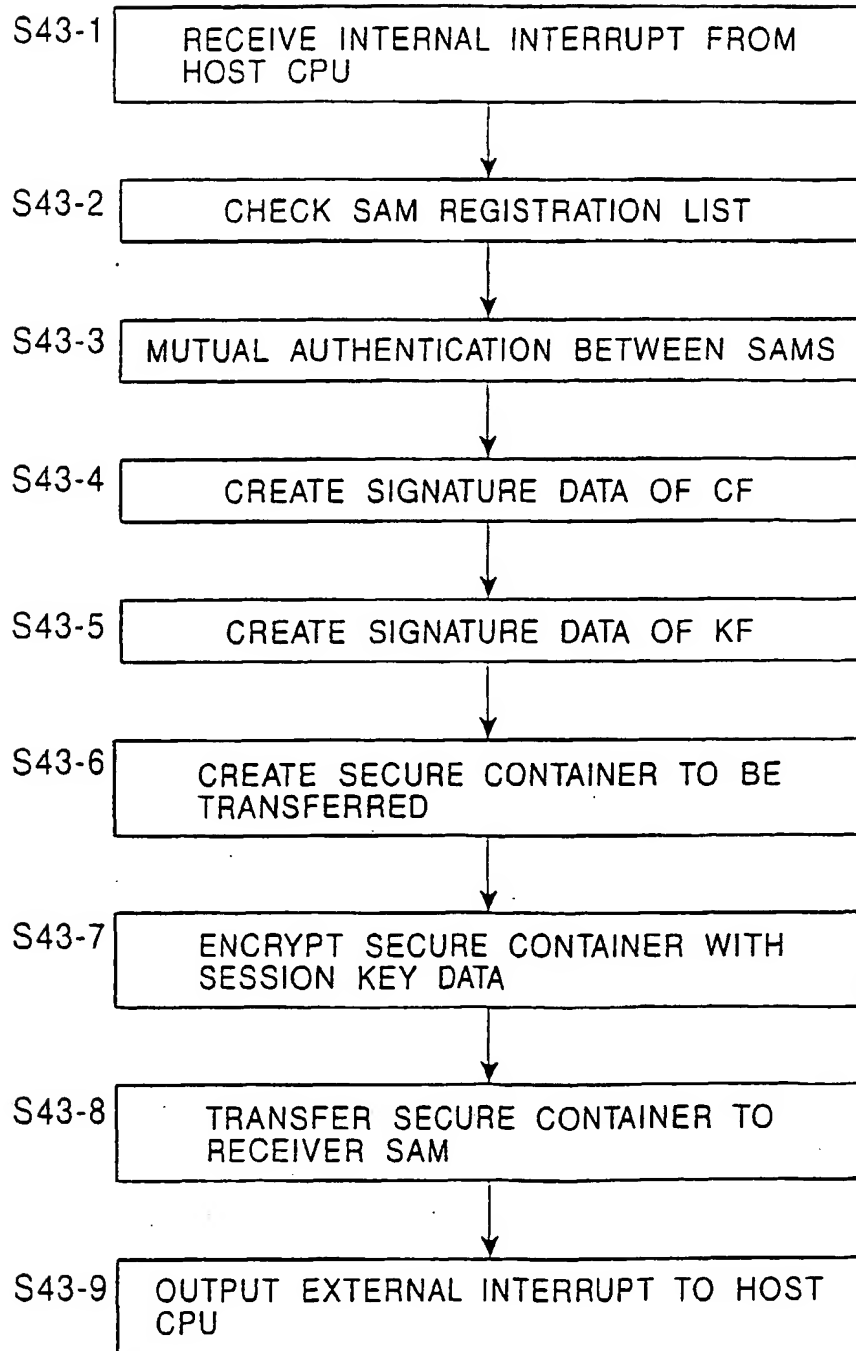 S43-1
RECEIVE INTERNAL INTERRUPT FROM
HOST CPU
S43-2
CHECK SAM REGISTRATION LIST
S43-3
MUTUAL AUTHENTICATION BETWEEN SAMS
S43-4
CREATE SIGNATURE DATA OF CF
S43-5
CREATE SIGNATURE DATA OF KF
S43-6
CREATE SECURE CONTAINER TO BE
TRANSFERRED
S43-7
ENCRYPT SECURE CONTAINER WITH
SESSION KEY DATA
S43-8
TRANSFER SECURE CONTAINER TO
RECEIVER SAM
S43-9
OUTPUT EXTERNAL INTERRUPT TO HOST
CPU